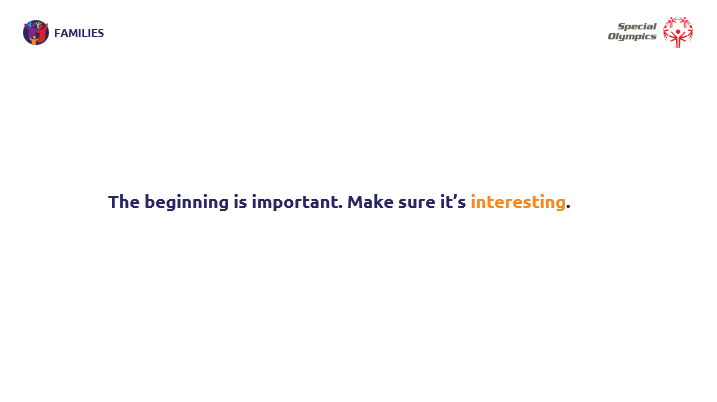 FAMILIES
Special
Olympics
The beginning is important. Make sure it’s interesting.